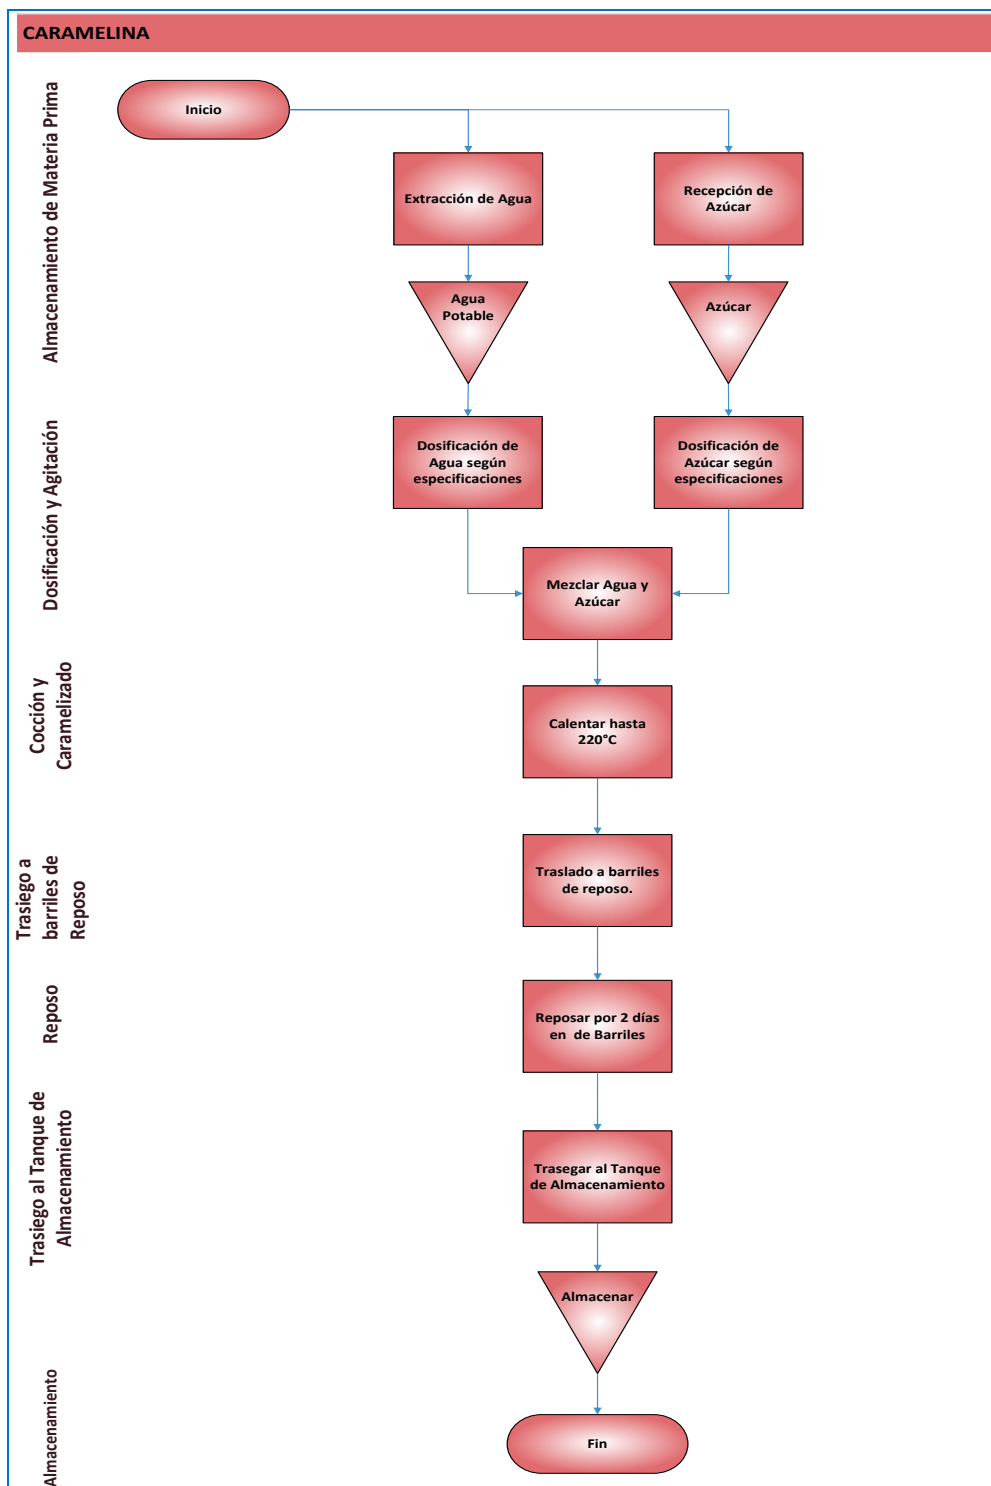 CARAMELINA
Almacenamiento de Materia Prima
Inicio
Extracción de Agua
Recepción de
Azúcar
Agua
Potable
Azúcar
Dosificación y Agitación
Dosificación de
Agua según
especificaciones
Dosificación de
Azúcar según
especificaciones
Mezclar Agua y
Azúcar
Cocción y
Caramelizado
Calentar hasta
220°C
Trasiego a
barriles de
Reposo
Traslado a barriles
de reposo.
Reposo
Reposar por 2 días
en  de Barriles
Trasiego al Tanque de
Almacenamiento
Trasegar al Tanque
de Almacenamiento
Almacenar
Almacenamiento
Fin